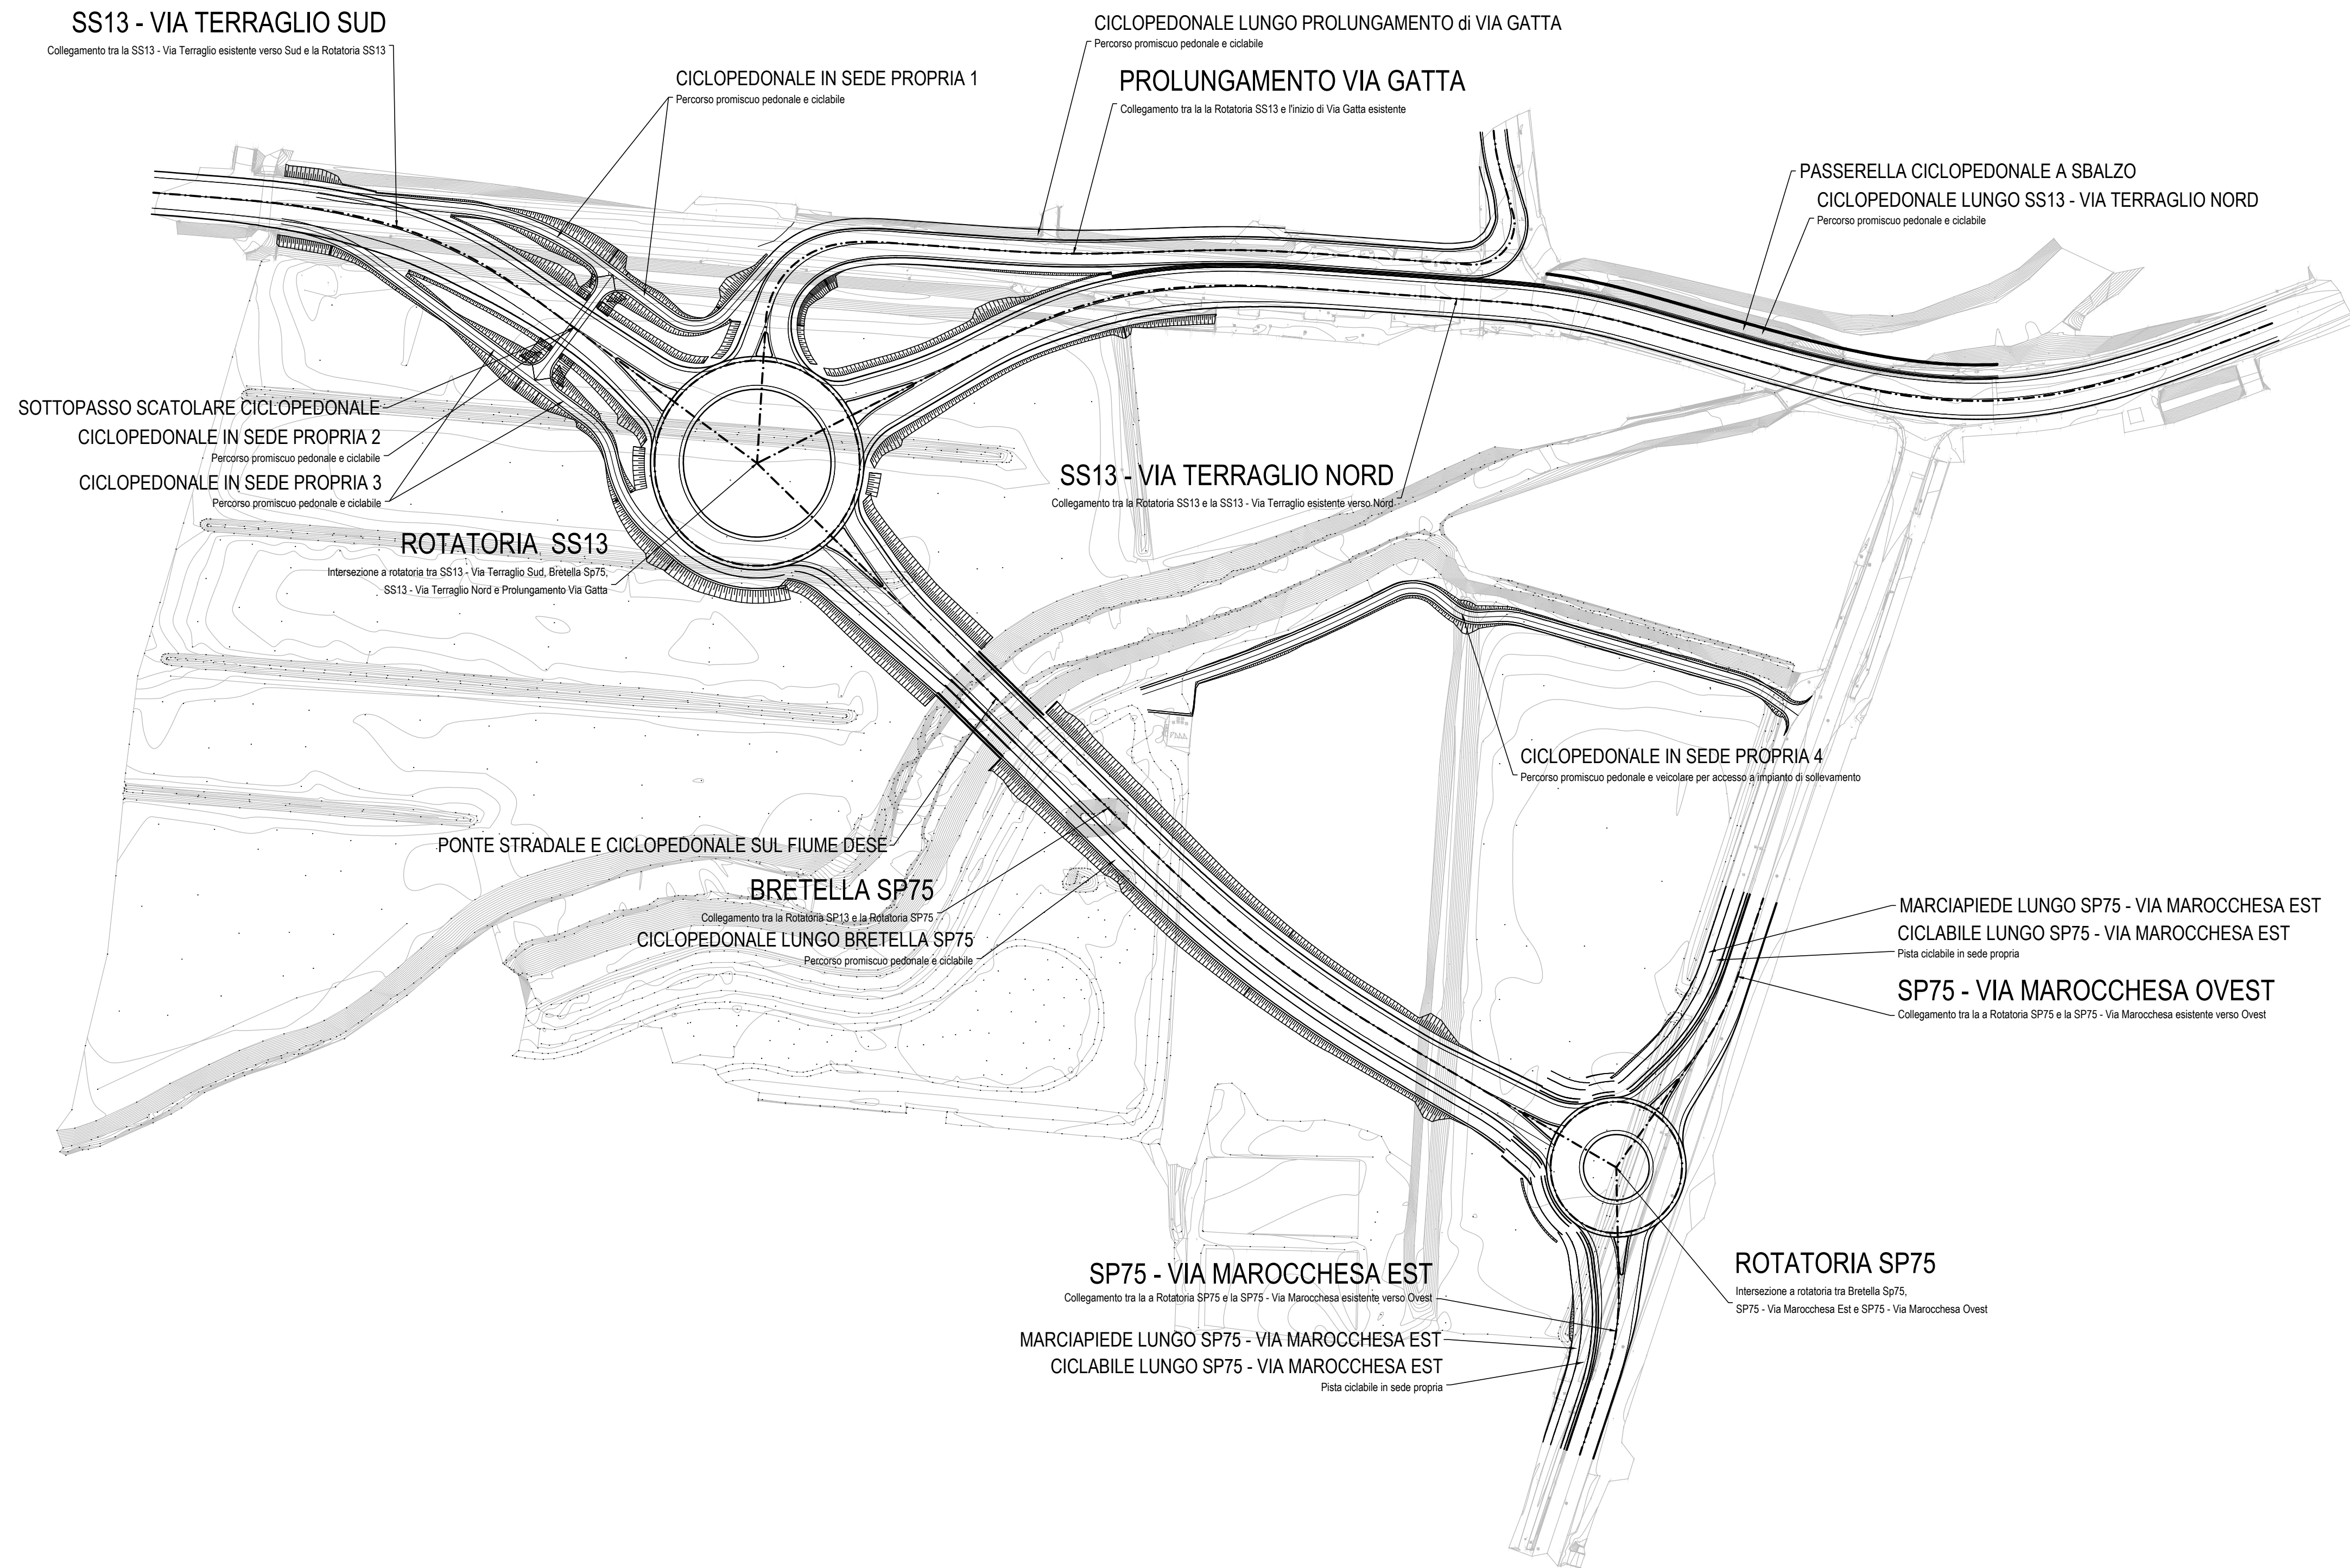 SS13 - VIA TERRAGLIO SUD
Collegamento tra la SS13 - Via Terraglio esistente verso Sud e la Rotatoria SS13
CICLOPEDONALE IN SEDE PROPRIA 1
Percorso promiscuo pedonale e ciclabile
CICLOPEDONALE LUNGO PROLUNGAMENTO di VIA GATTA
Percorso promiscuo pedonale e ciclabile
PROLUNGAMENTO VIA GATTA
Collegamento tra la la Rotatoria SS13 e l'inizio di Via Gatta esistente
PASSERELLA CICLOPEDONALE A SBALZO
CICLOPEDONALE LUNGO SS13 - VIA TERRAGLIO NORD
Percorso promiscuo pedonale e ciclabile
SOTTOPASSO SCATOLARE CICLOPEDONALE
CICLOPEDONALE IN SEDE PROPRIA 2
Percorso promiscuo pedonale e ciclabile
CICLOPEDONALE IN SEDE PROPRIA 3
Percorso promiscuo pedonale e ciclabile
SS13 - VIA TERRAGLIO NORD
Collegamento tra la Rotatoria SS13 e la SS13 - Via Terraglio esistente verso Nord
ROTATORIA SS13
Intersezione a rotatoria tra SS13 - Via Terraglio Sud, Bretella Sp75,
SS13 - Via Terraglio Nord e Prolungamento Via Gatta
CICLOPEDONALE IN SEDE PROPRIA 4
Percorso promiscuo pedonale e veicolare per accesso a impianto di sollevamento
PONTE STRADALE E CICLOPEDONALE SUL FIUME DESE
BRETELLA SP75
Collegamento tra la Rotatoria SP13 e la Rotatoria SP75
CICLOPEDONALE LUNGO BRETELLA SP75
Percorso promiscuo pedonale e ciclabile
MARCIAPIEDE LUNGO SP75 - VIA MAROCCHESA EST
CICLABILE LUNGO SP75 - VIA MAROCCHESA EST
Pista ciclabile in sede propria
SP75 - VIA MAROCCHESA OVEST
Collegamento tra la a Rotatoria SP75 e la SP75 - Via Marocchesa esistente verso Ovest
SP75 - VIA MAROCCHESA EST
Collegamento tra la a Rotatoria SP75 e la SP75 - Via Marocchesa esistente verso Ovest
MARCIAPIEDE LUNGO SP75 - VIA MAROCCHESA EST
CICLABILE LUNGO SP75 - VIA MAROCCHESA EST
Pista ciclabile in sede propria
ROTATORIA SP75
Intersezione a rotatoria tra Bretella Sp75,
SP75 - Via Marocchesa Est e SP75 - Via Marocchesa Ovest